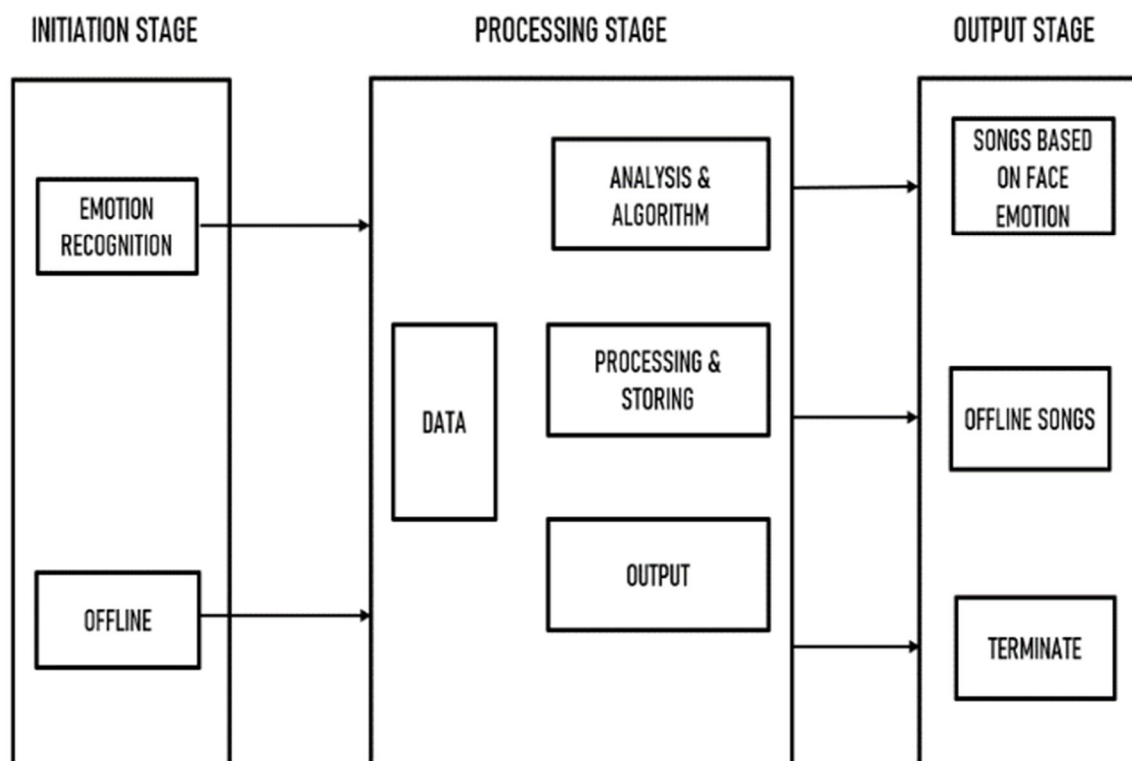 INITIATION STAGE
PROCESSING STAGE
OUTPUT STAGE
EMOTION
RECOGNITION
OFFLINE
DATA
ANALYSIS &
ALGORITHM
PROCESSING &
STORING
OUTPUT
SONGS BASED
ON FACE
EMOTION
OFFLINE SONGS
TERMINATE